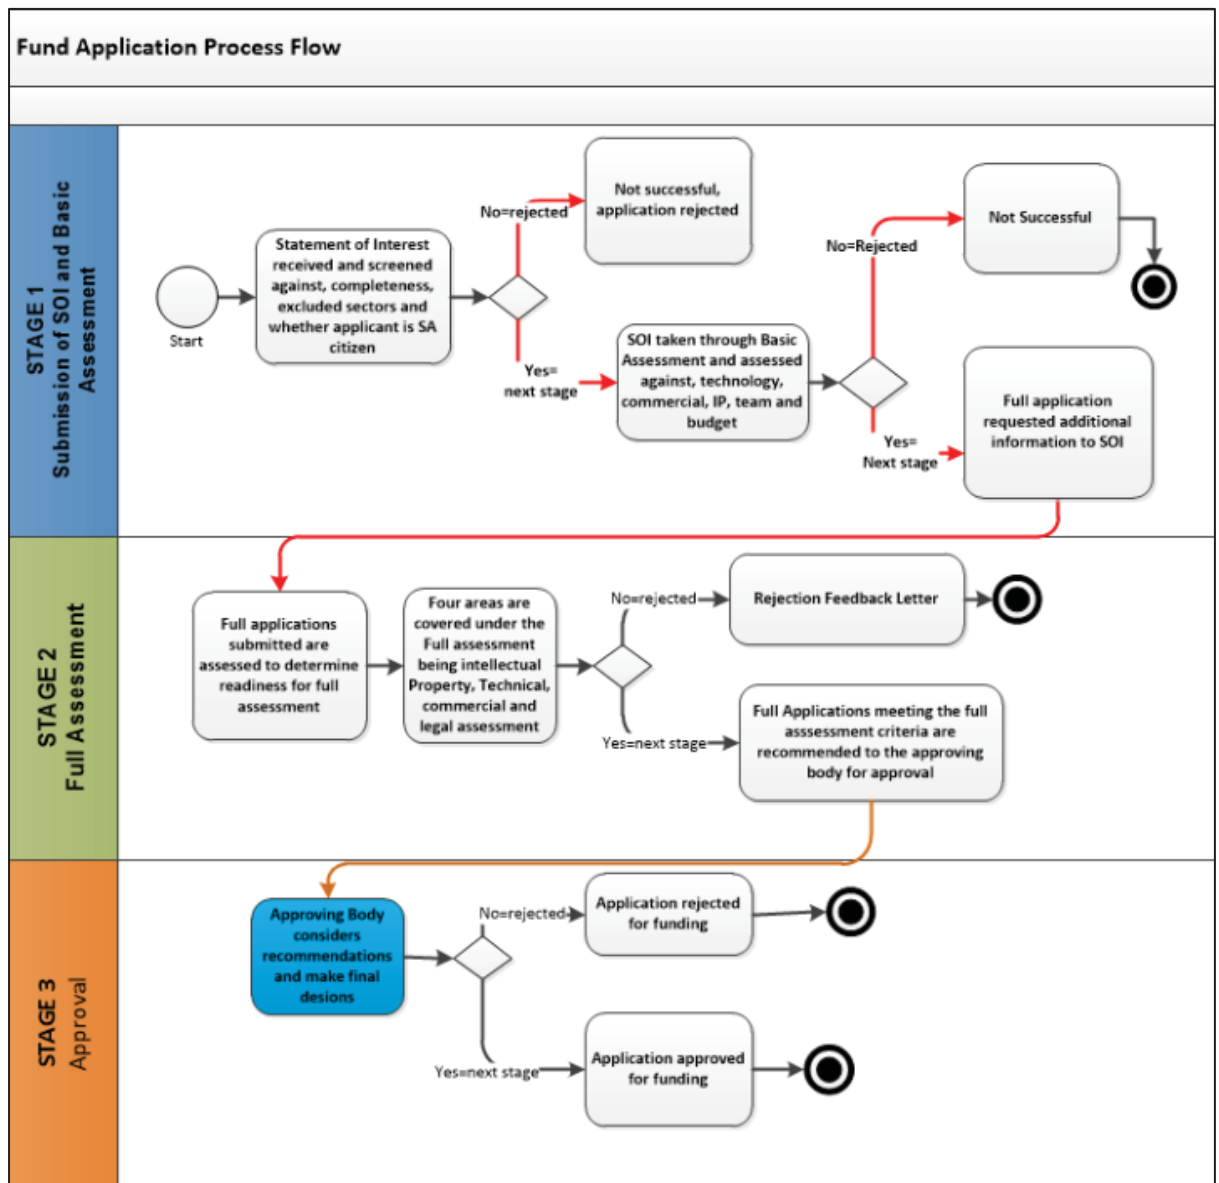 Fund Application Process Flow
STAGE 1
Submission of SOI and Basic
Assessment
Start
Statement of Interest
received and screened
against, completeness,
excluded sectors and
whether applicant is SA
citizen
No=rejected
Not successful,
application rejected
Yes=
next stage
SOI taken through Basic
Assessment and assessed
against, technology,
commercial, IP, team and
budget
No=Rejected
Not Successful
Yes=
Next stage
Full application
requested additional
information to SOI
STAGE 2
Full Assessment
Full applications
submitted are
assessed to determine
readiness for full
assessment
Four areas are
covered under the
Full assessment
being intellectual
Property, Technical,
commercial and
legal assessment
No=rejected
Rejection Feedback Letter
Yes=next stage
Full Applications meeting the full
asssessment criteria are
recommended to the approving
body for approval
STAGE 3
Approval
Approving Body
considers
recommendations
and make final
desions
No=rejected
Application rejected
for funding
Yes=next stage
Application approved
for funding